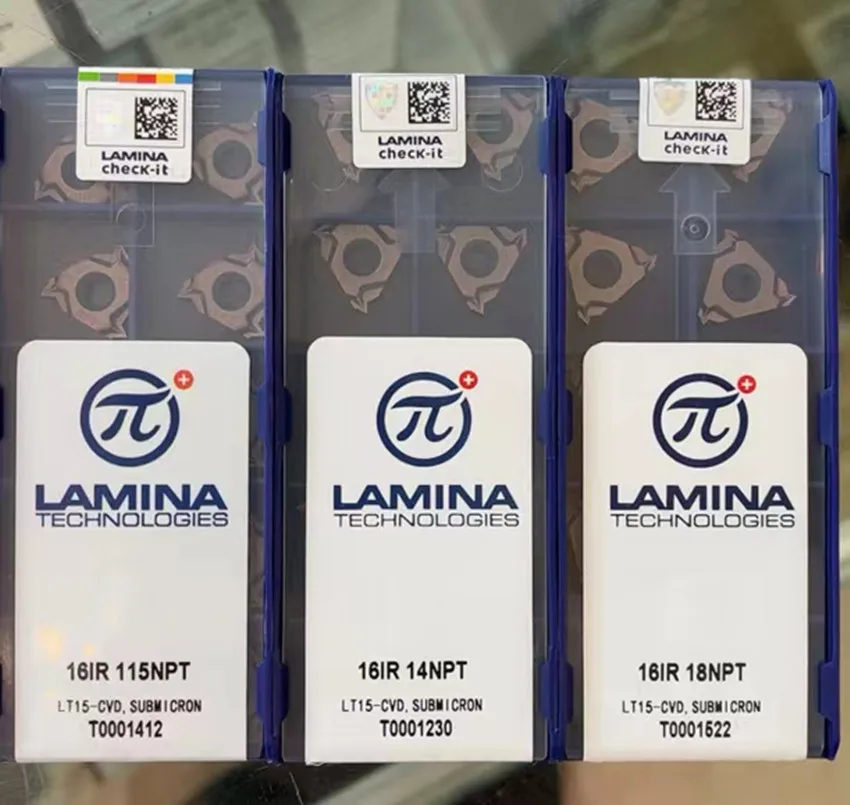 LAMINA
check-it
π
LAMINA
TECHNOLOGIES
16IR 115NPT
LT15-CVD, SUBMICRON
T0001412
LAMINA
check-it
π
LAMINA
TECHNOLOGIES
16IR 14NPT
LT15-CVD, SUBMICRON
T0001230
LAMINA
check-it
π
LAMINA
TECHNOLOGIES
16IR 18NPT
LT15-CVD, SUBMICRON
T0001522